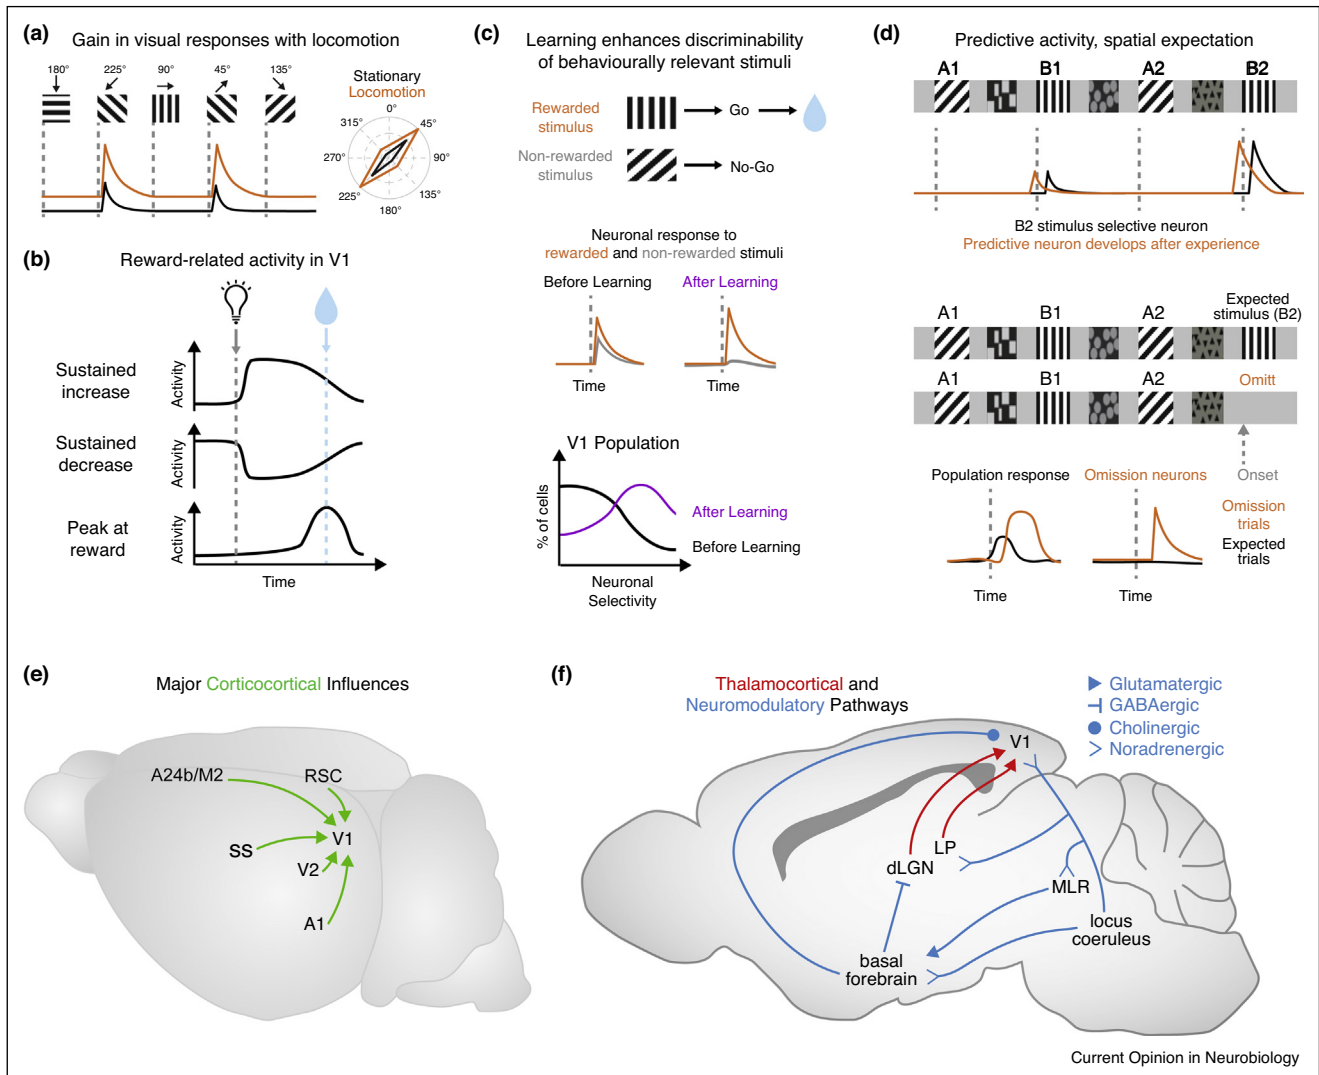 (a)
Gain in visual responses with locomotion
180°
225°
90°
45°
135°
Stationary
Locomotion
0°
45°
90°
135°
180°
225°
270°
315°
(b)
Reward-related activity in V1
Sustained
increase
Activity
Sustained
decrease
Activity
Peak at
reward
Activity
Time
(c)
Learning enhances discriminability
of behaviourally relevant stimuli
Rewarded
stimulus
Go
Non-rewarded
stimulus
No-Go
Neuronal response to
rewarded and non-rewarded stimuli
Before Learning
After Learning
Time
Time
V1 Population
% of cells
After Learning
Before Learning
Neuronal
Selectivity
(d)
Predictive activity, spatial expectation
A1
B1
A2
B2
B2 stimulus selective neuron
Predictive neuron develops after experience
A1
B1
A2
Expected
stimulus (B2)
A1
B1
A2
Omitt
Onset
Population response
Omission neurons
Omission
trials
Expected
trials
Time
Time
(e)
Major Corticocortical Influences
A24b/M2
RSC
V1
SS
V2
A1
(f)
Thalamocortical and
Neuromodulatory Pathways
Glutamatergic
GABAergic
Cholinergic
Noradrenergic
V1
LP
dLGN
MLR
locus
coeruleus
basal
forebrain
Current Opinion in Neurobiology